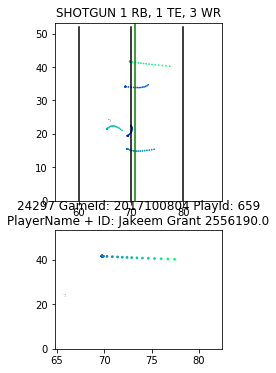 SHOTGUN 1 RB, 1 TE, 3 WR
50
40
30
20
10
0
60 70 80
24297 GameId: 2017100804 PlayId: 659
PlayerName + ID: Jakeem Grant 2556190.0
40
20
0
65 70 75 80